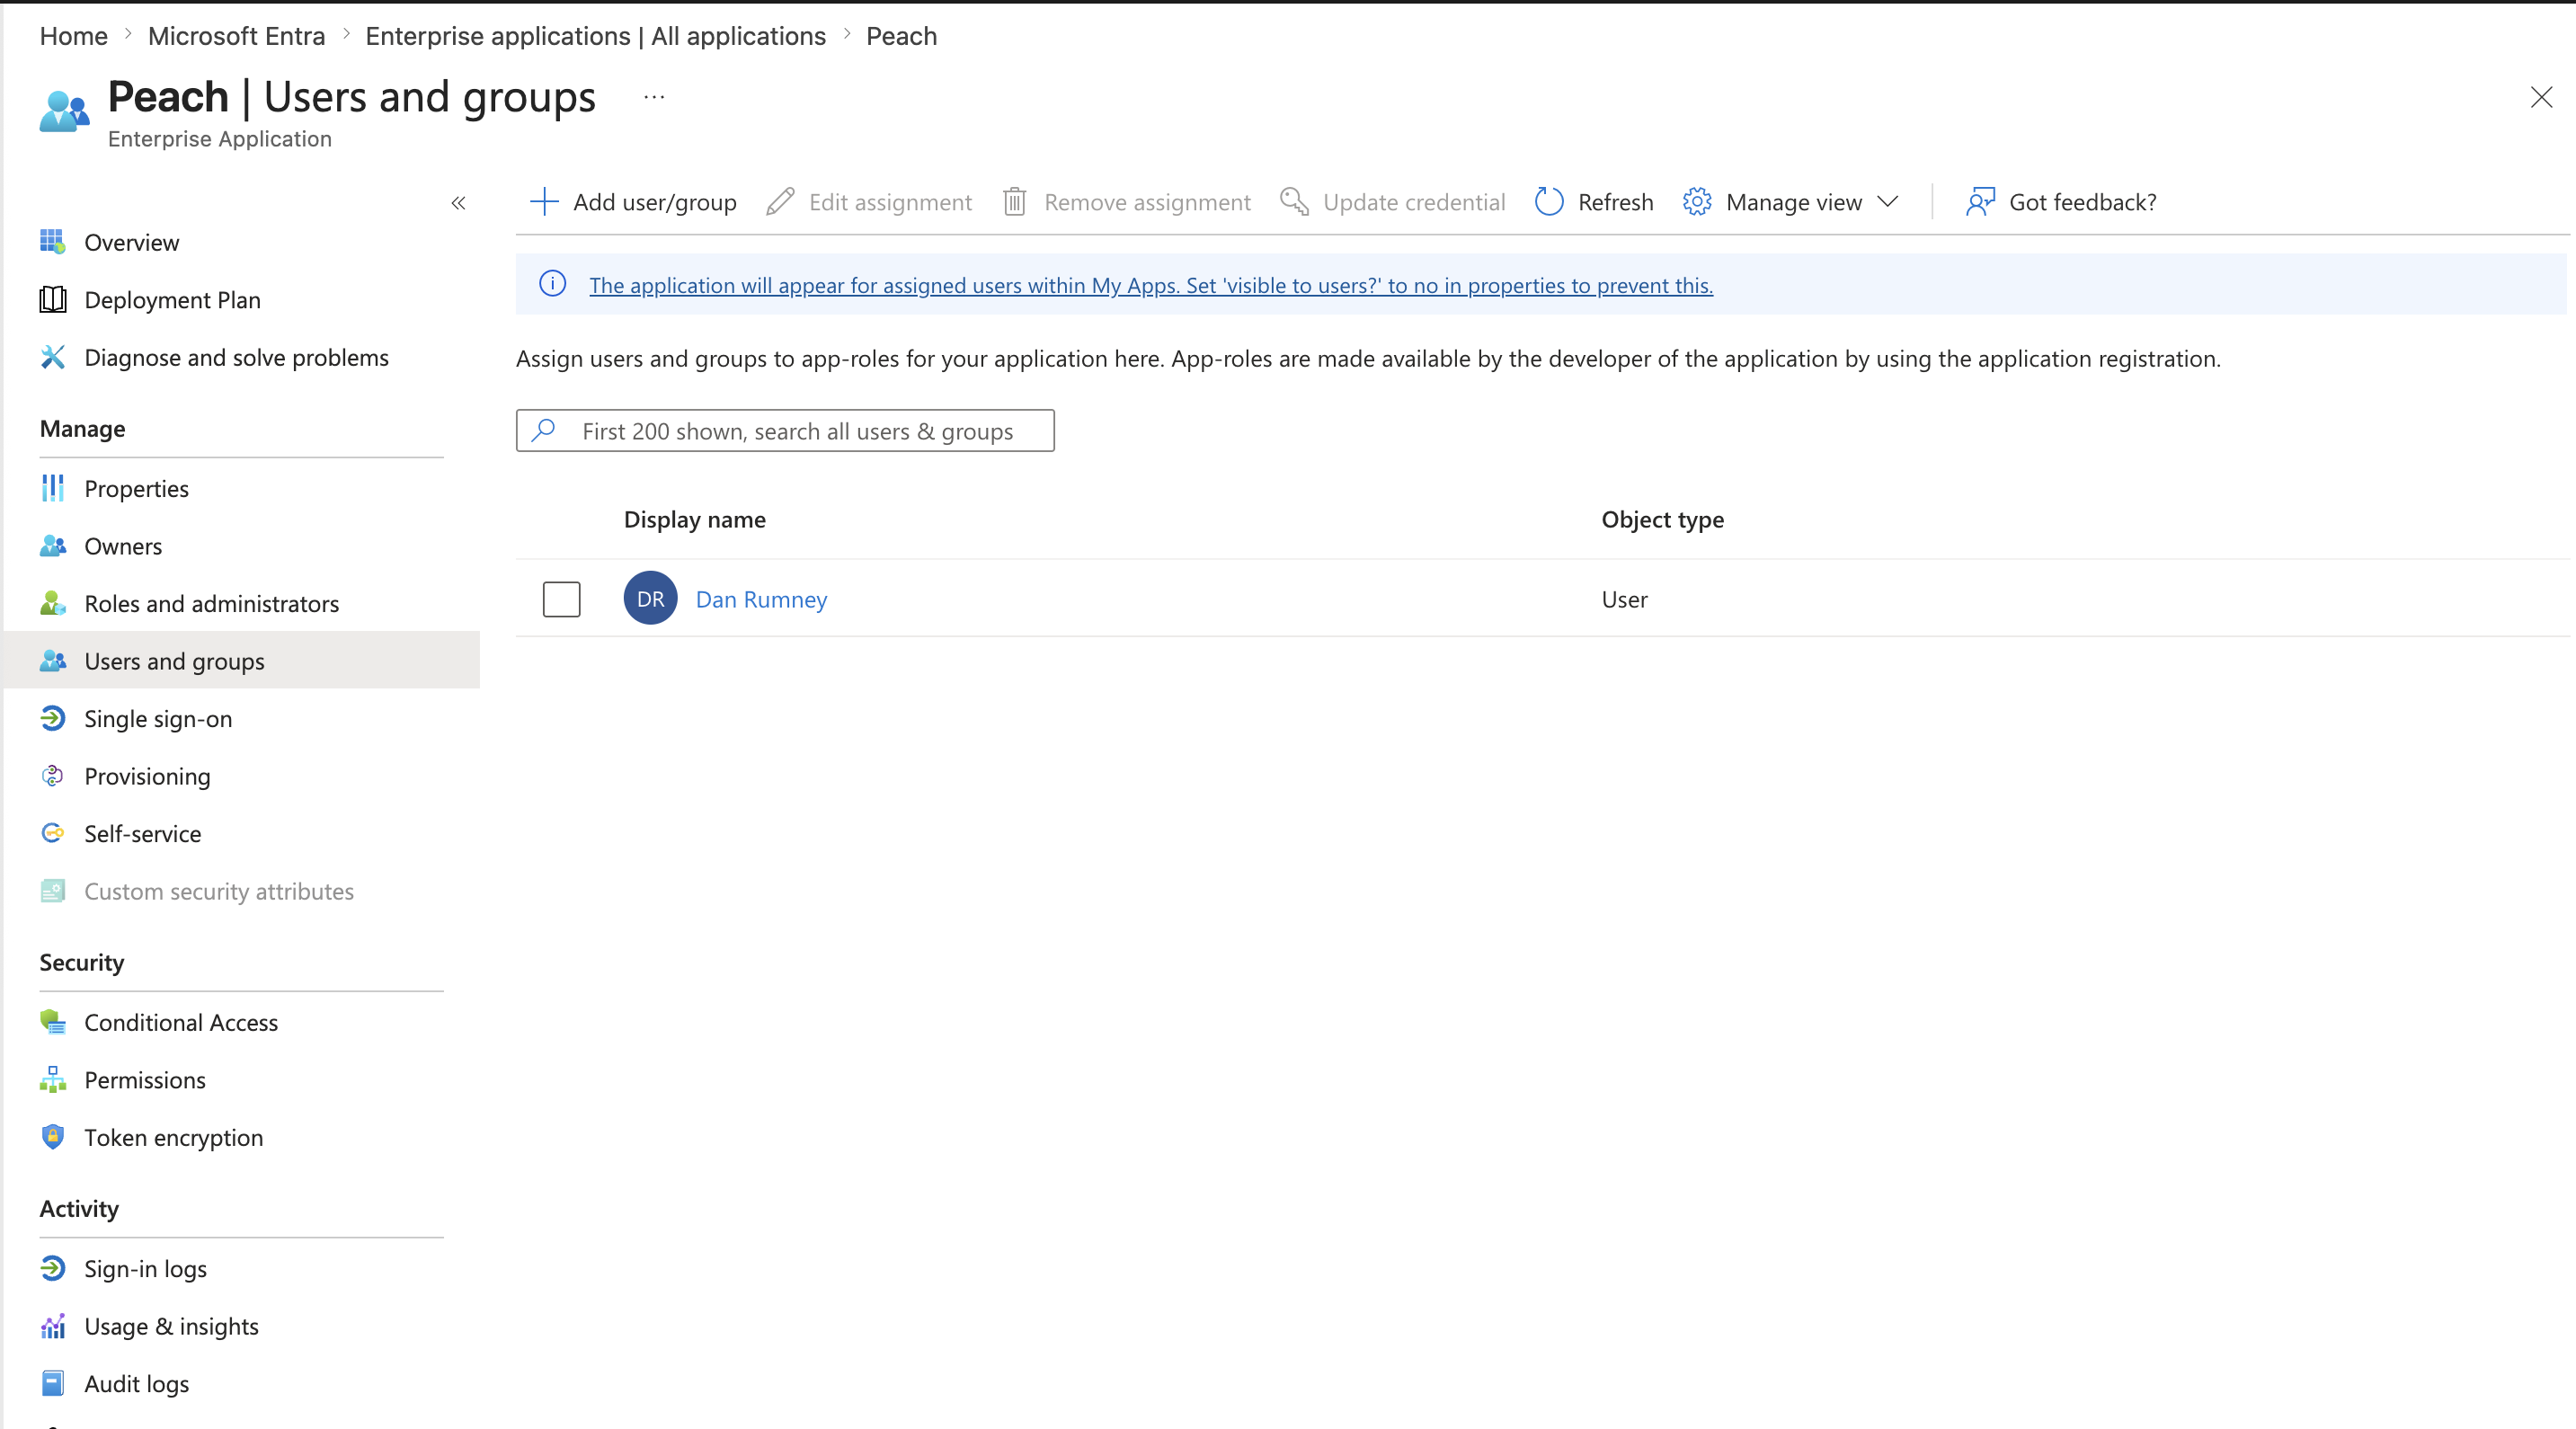 Home > Microsoft Entra > Enterprise applications | All applications > Peach
Peach | Users and groups ...
Enterprise Application
«
Add user/group Edit assignment Remove assignment Update credential Refresh Manage view Got feedback?
Overview
Deployment Plan
Diagnose and solve problems
Manage
Properties
Owners
Roles and administrators
Users and groups
Single sign-on
Provisioning
Self-service
Custom security attributes
Security
Conditional Access
Permissions
Token encryption
Activity
Sign-in logs
Usage & insights
Audit logs
The application will appear for assigned users within My Apps. Set 'visible to users?' to no in properties to prevent this.
Assign users and groups to app-roles for your application here. App-roles are made available by the developer of the application by using the application registration.
First 200 shown, search all users & groups
Display name Object type
DR Dan Rumney User